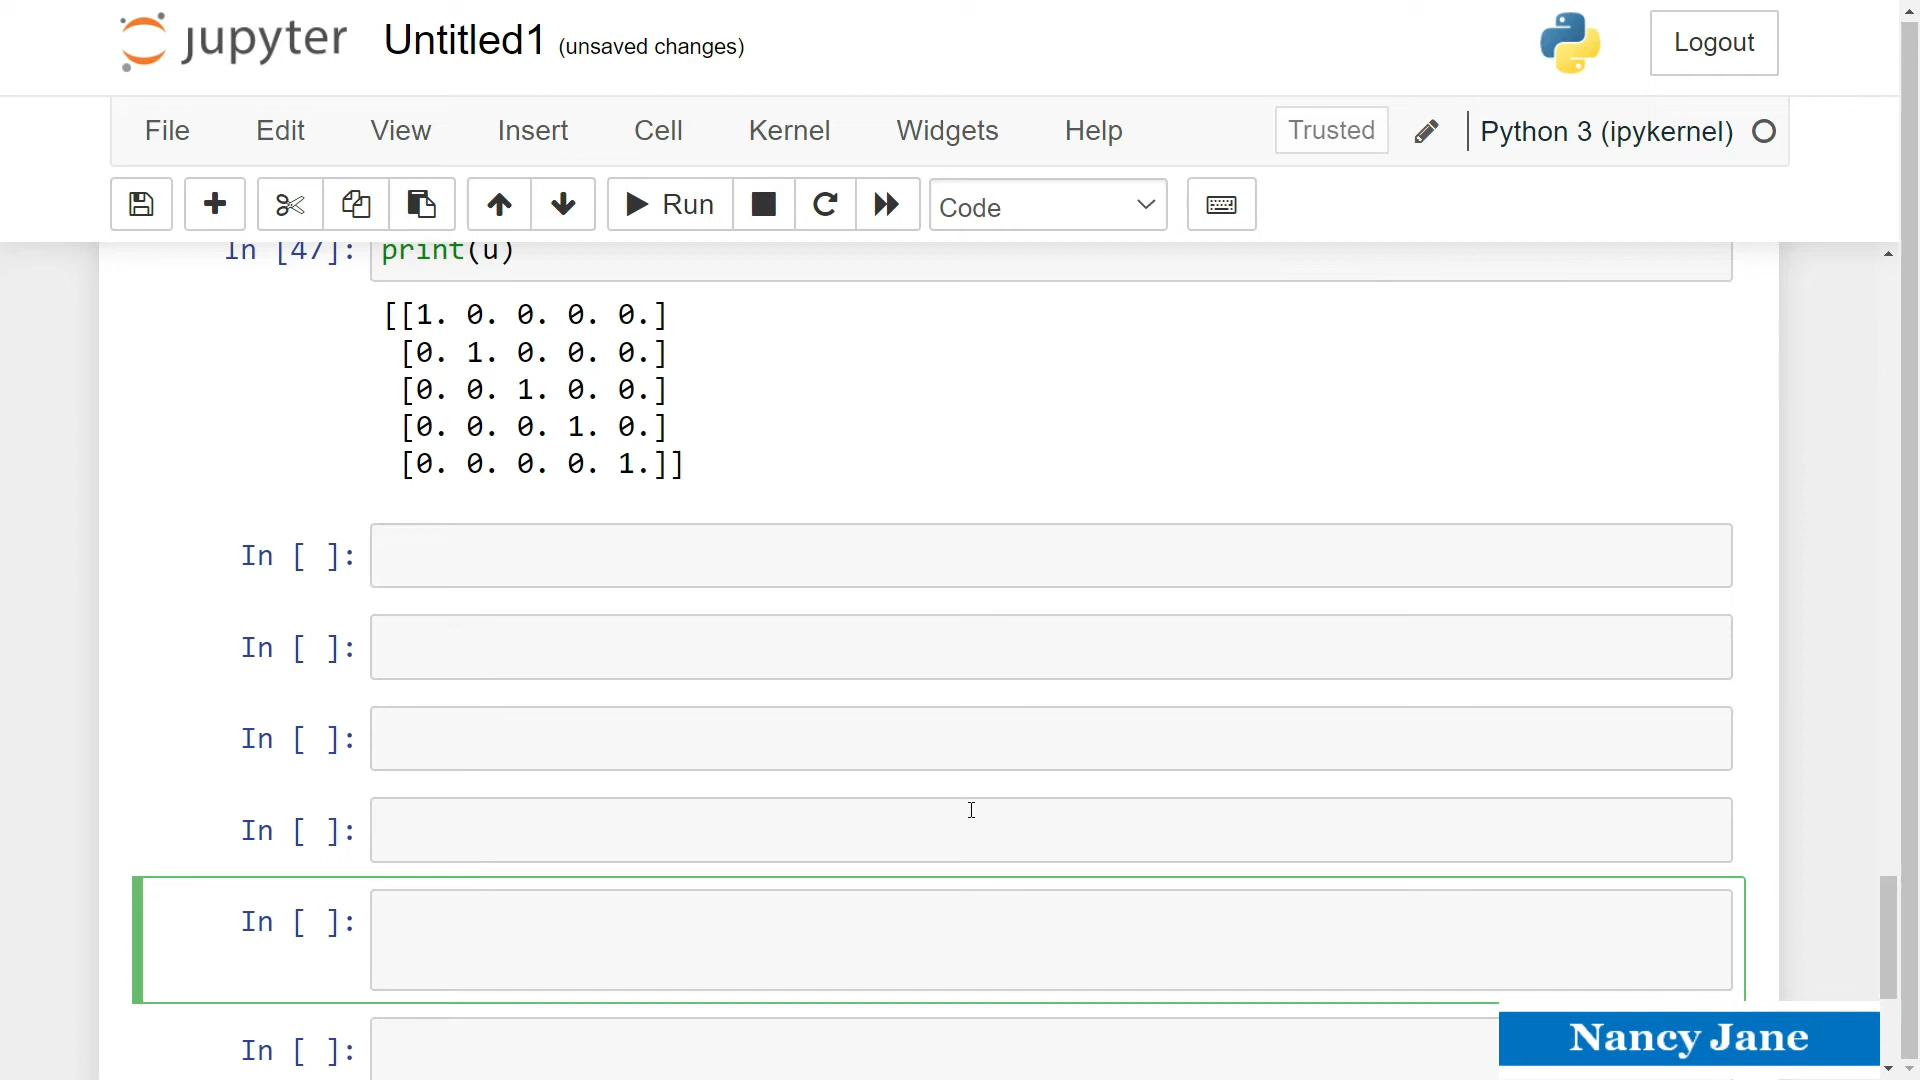 jupyter Untitled1 (unsaved changes)
Logout
File Edit View Insert Cell Kernel Widgets Help Trusted Python 3 (ipykernel)
Run Code
In [47]: print(u)
[[1. 0. 0. 0. 0.]
[0. 1. 0. 0. 0.]
[0. 0. 1. 0. 0.]
[0. 0. 0. 1. 0.]
[0. 0. 0. 0. 1.]]
In [ ]:
In [ ]:
In [ ]:
In [ ]:
In [ ]:
In [ ]:
Nancy Jane